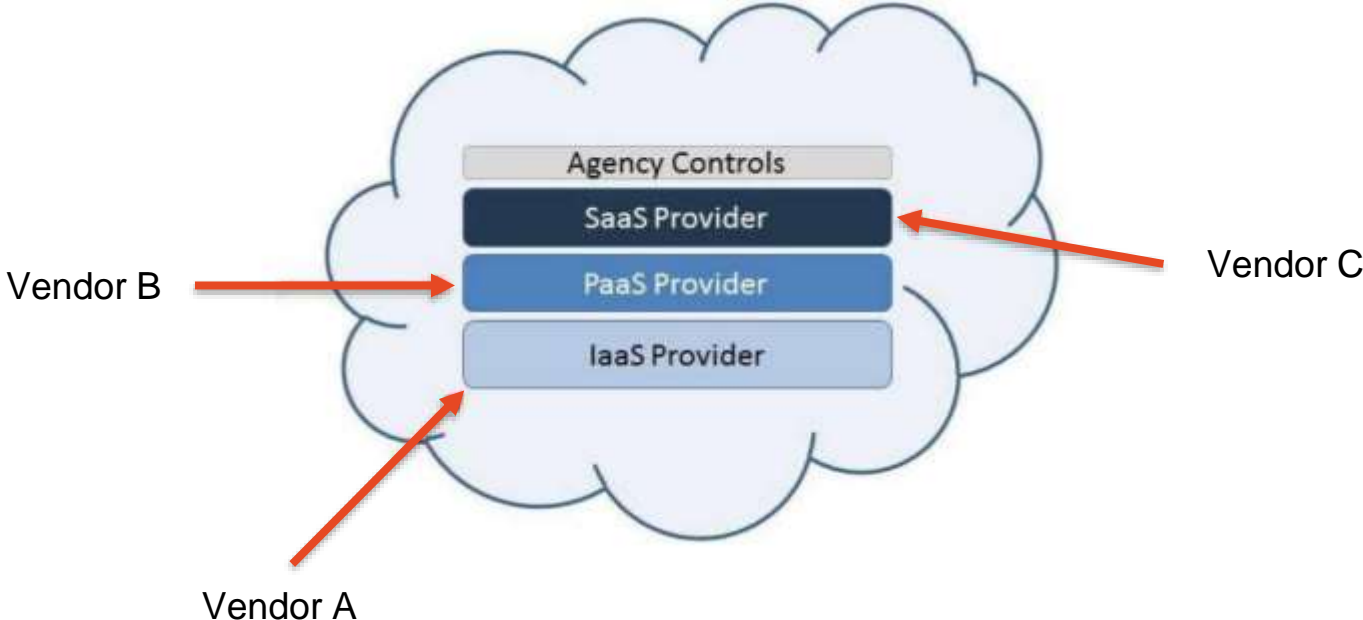 Agency Controls
SaaS Provider
Vendor C
Vendor B
PaaS Provider
IaaS Provider
Vendor A